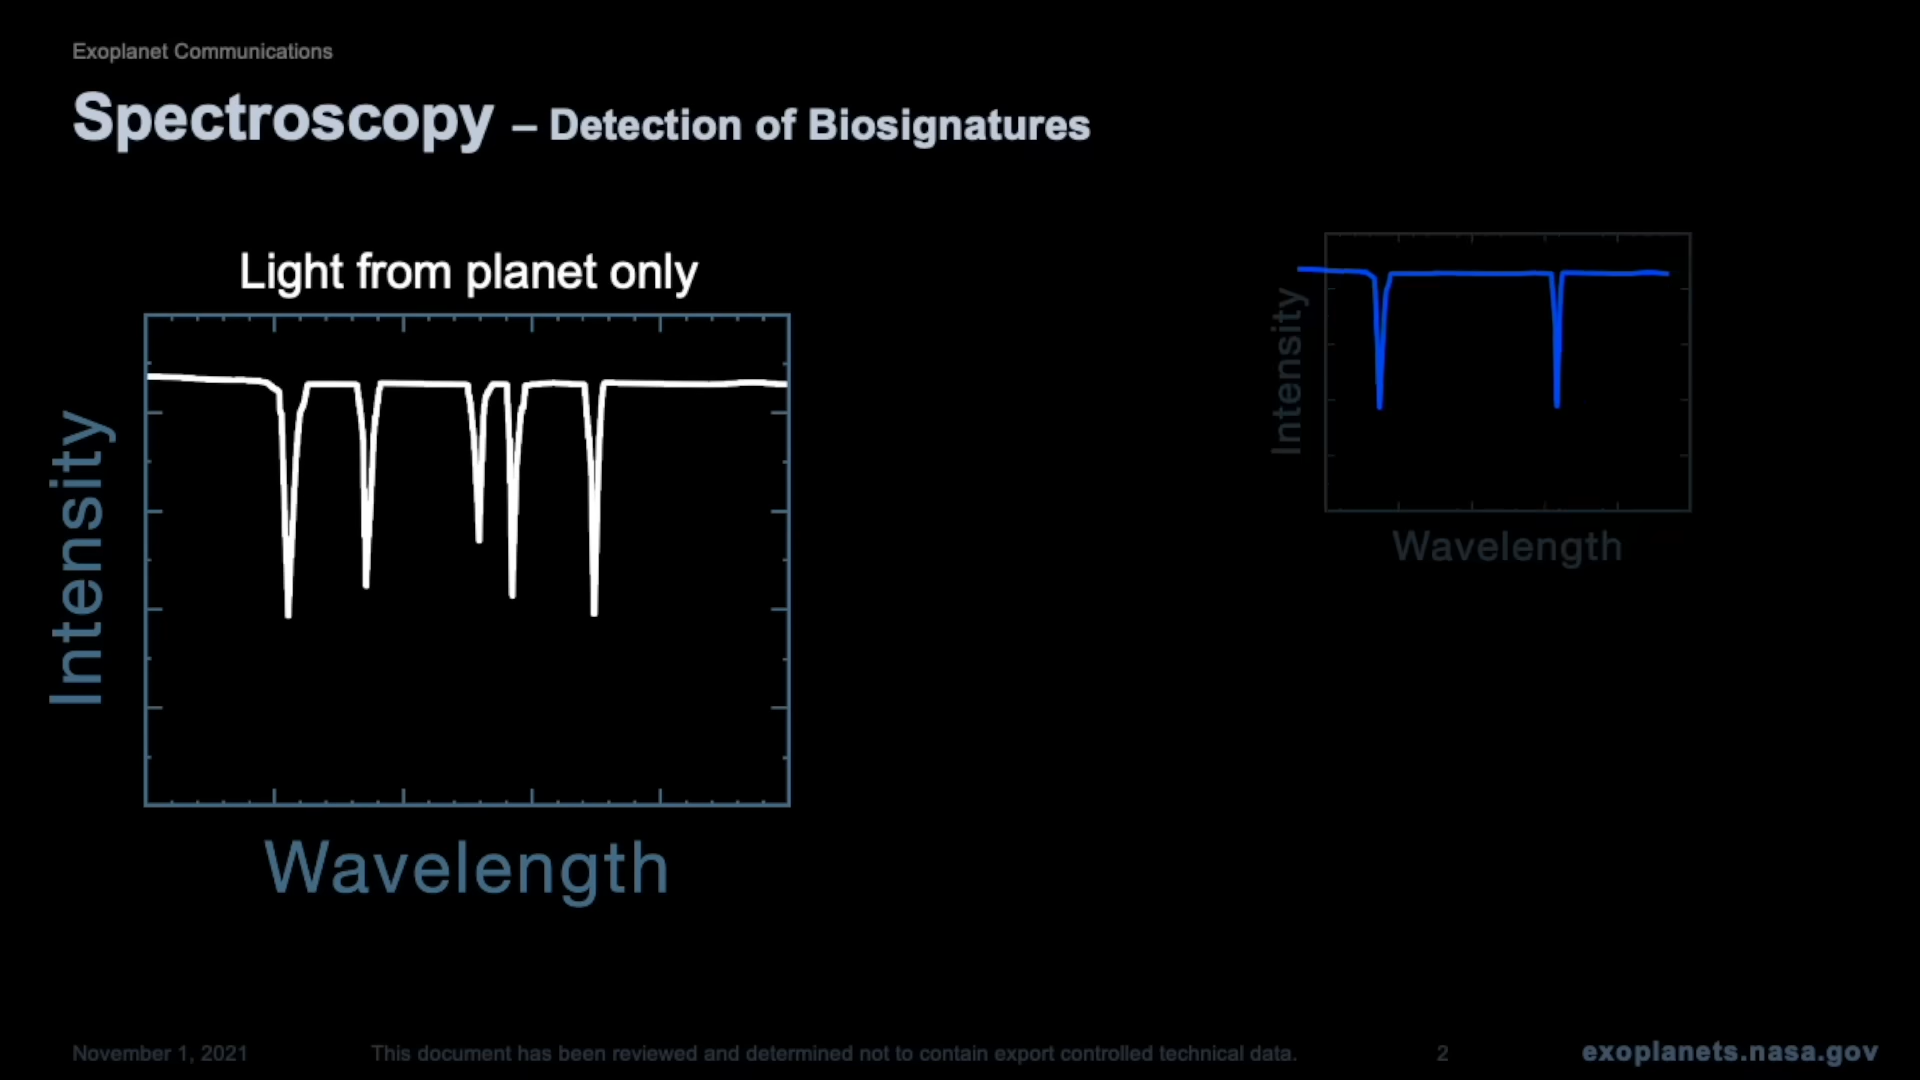 Exoplanet Communications
Spectroscopy – Detection of Biosignatures
Light from planet only
Intensity
Wavelength
Intensity
Wavelength
November 1, 2021
This document has been reviewed and determined not to contain export controlled technical data.
2
exoplanets.nasa.gov